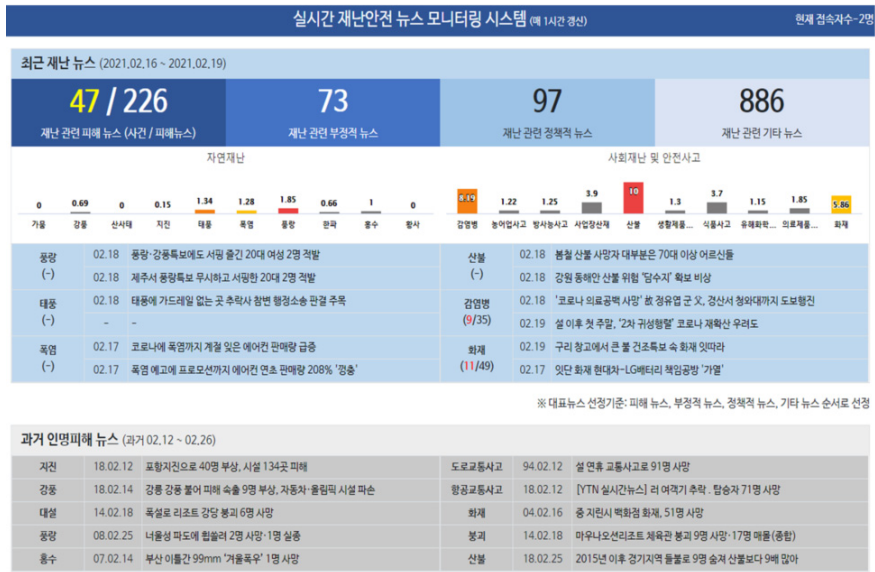 실시간 재난안전 뉴스 모니터링 시스템 (매 1시간 갱신)
현재 접속자수-2명
최근 재난 뉴스 (2021.02.16 ~ 2021.02.19)
47 / 226
재난 관련 피해 뉴스 (사건 / 피해뉴스)
73
재난 관련 부정적 뉴스
97
재난 관련 정책적 뉴스
886
재난 관련 기타 뉴스
자연재난
0 0.69 0 0.15 1.34 1.28 1.85 0.66 1 0
가뭄 강풍 산사태 지진 태풍 폭염 풍랑 한파 홍수 황사
사회재난 및 안전사고
8.19 1.22 1.25 3.9 10 1.3 3.7 1.15 1.85 5.86
감염병 농어업사고 방사능사고 사업장산재 산불 생활제품... 식품사고 유해화학... 의료제품... 화재
풍랑
(-)
02.18 풍랑·강풍특보에도 서핑 즐긴 20대 여성 2명 적발
02.18 제주서 풍랑특보 무시하고 서핑한 20대 2명 적발
태풍
(-)
02.18 태풍에 가드레일 없는 곳 추락사 참변 행정소송 판결 주목
- -
폭염
(-)
02.17 코로나에 폭염까지 계절 잊은 에어컨 판매량 급증
02.17 폭염 예고에 프로모션까지 에어컨 연초 판매량 208% '껑충'
산불
(-)
02.18 봄철 산불 사망자 대부분은 70대 이상 어르신들
02.18 강원 동해안 산불 위험 '담수지' 확보 비상
감염병
(9/35)
02.18 '코로나 의료공백 사망' 故 정유엽 군 父, 경산서 청와대까지 도보행진
02.19 설 이후 첫 주말, '2차 귀성행렬' 코로나 재확산 우려도
화재
(11/49)
02.19 구리 창고에서 큰 불 건조특보 속 화재 잇따라
02.17 잇단 화재 현대차-LG배터리 책임공방 '가열'
※ 대표뉴스 선정기준: 피해 뉴스, 부정적 뉴스, 정책적 뉴스, 기타 뉴스 순서로 선정
과거 인명피해 뉴스 (과거 02.12 ~ 02.26)
지진 18.02.12 포항지진으로 40명 부상, 시설 134곳 피해
강풍 18.02.14 강릉 강풍 불어 피해 속출 9명 부상, 자동차·올림픽 시설 파손
대설 14.02.18 폭설로 리조트 강당 붕괴 6명 사망
풍랑 08.02.25 너울성 파도에 휩쓸려 2명 사망·1명 실종
홍수 07.02.14 부산 이틀간 99mm '겨울폭우' 1명 사망
도로교통사고 94.02.12 설 연휴 교통사고로 91명 사망
항공교통사고 18.02.12 [YTN 실시간뉴스] 러 여객기 추락 . 탑승자 71명 사망
화재 04.02.16 중 지린시 백화점 화재, 51명 사망
붕괴 14.02.18 마우나오션리조트 체육관 붕괴 9명 사망·17명 매몰(종합)
산불 18.02.25 2015년 이후 경기지역 들불로 9명 숨져 산불보다 9배 많아